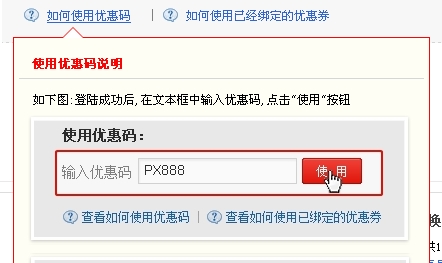 如何使用优惠码 | 如何使用已经绑定的优惠券
使用优惠码说明
如下图:登陆成功后,在文本框中输入优惠码,点击“使用”按钮
使用优惠码：
输入优惠码 PX888 使用
查看如何使用优惠码 | 查看如何使用已绑定的优惠券
换
共1